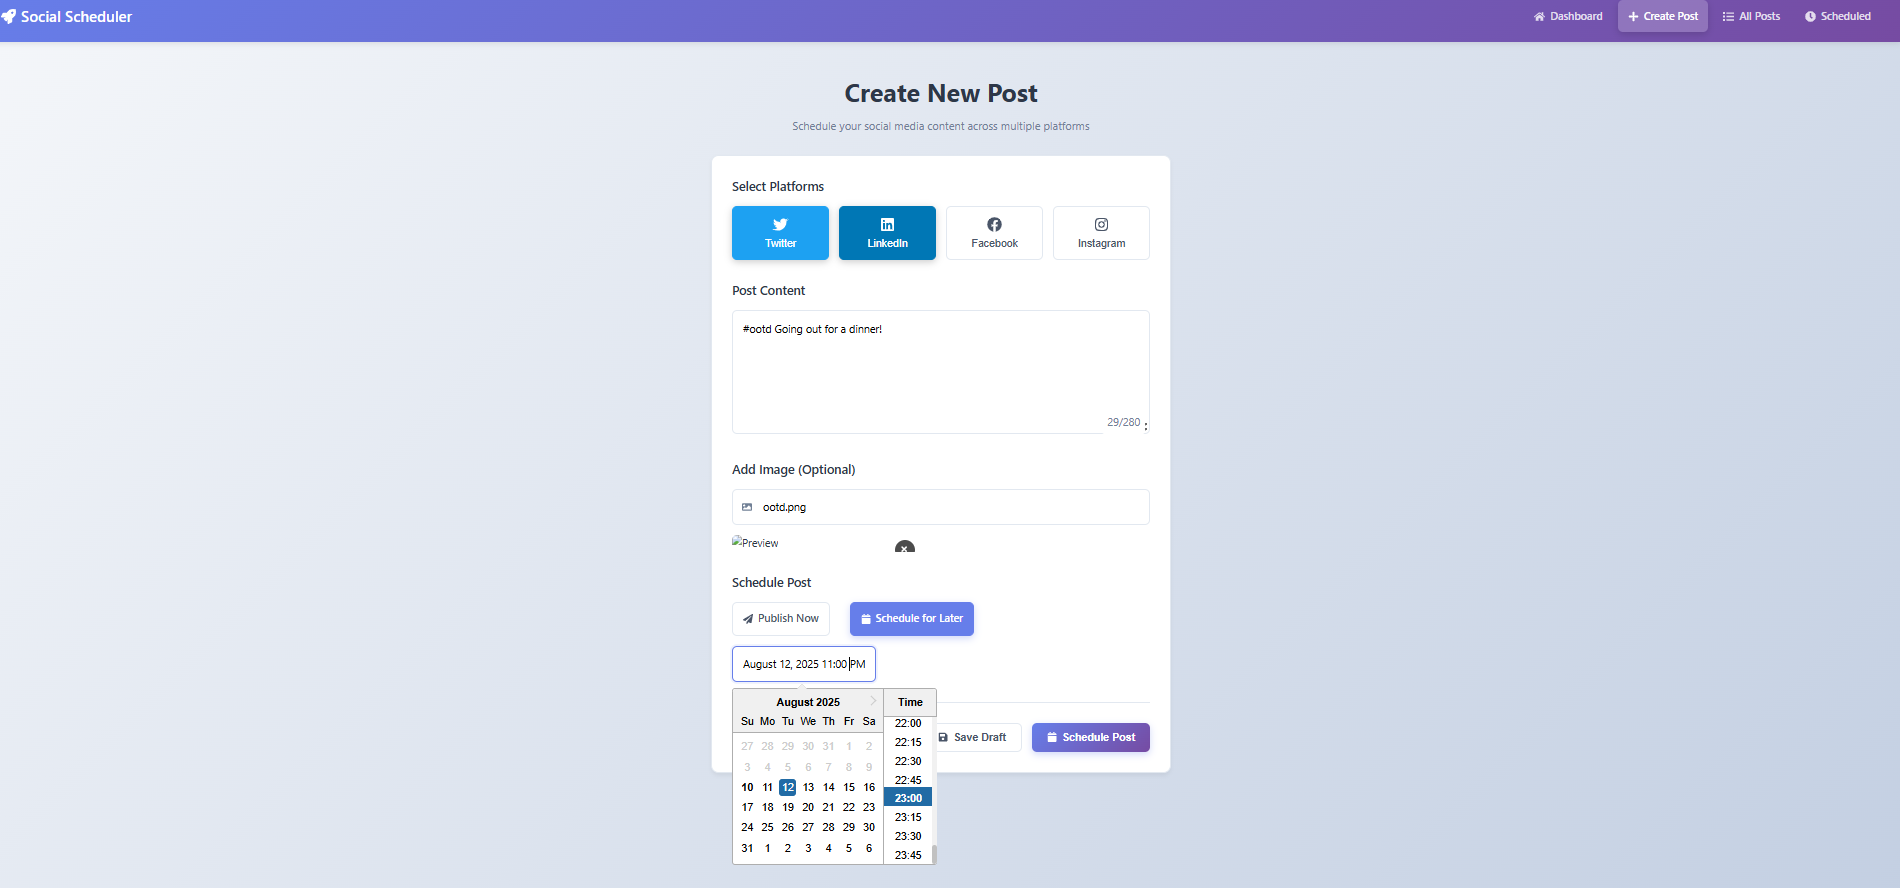 Social Scheduler
Dashboard
Create Post
All Posts
Scheduled
Create New Post
Schedule your social media content across multiple platforms
Select Platforms
Twitter
LinkedIn
Facebook
Instagram
Post Content
#ootd Going out for a dinner!
29/280
Add Image (Optional)
ootd.png
Preview
Schedule Post
Publish Now
Schedule for Later
August 12, 2025 11:00 PM
August 2025
Su Mo Tu We Th Fr Sa
27 28 29 30 31 1 2
3 4 5 6 7 8 9
10 11 12 13 14 15 16
17 18 19 20 21 22 23
24 25 26 27 28 29 30
31 1 2 3 4 5 6
Time
22:00
22:15
22:30
22:45
23:00
23:15
23:30
23:45
Save Draft
Schedule Post